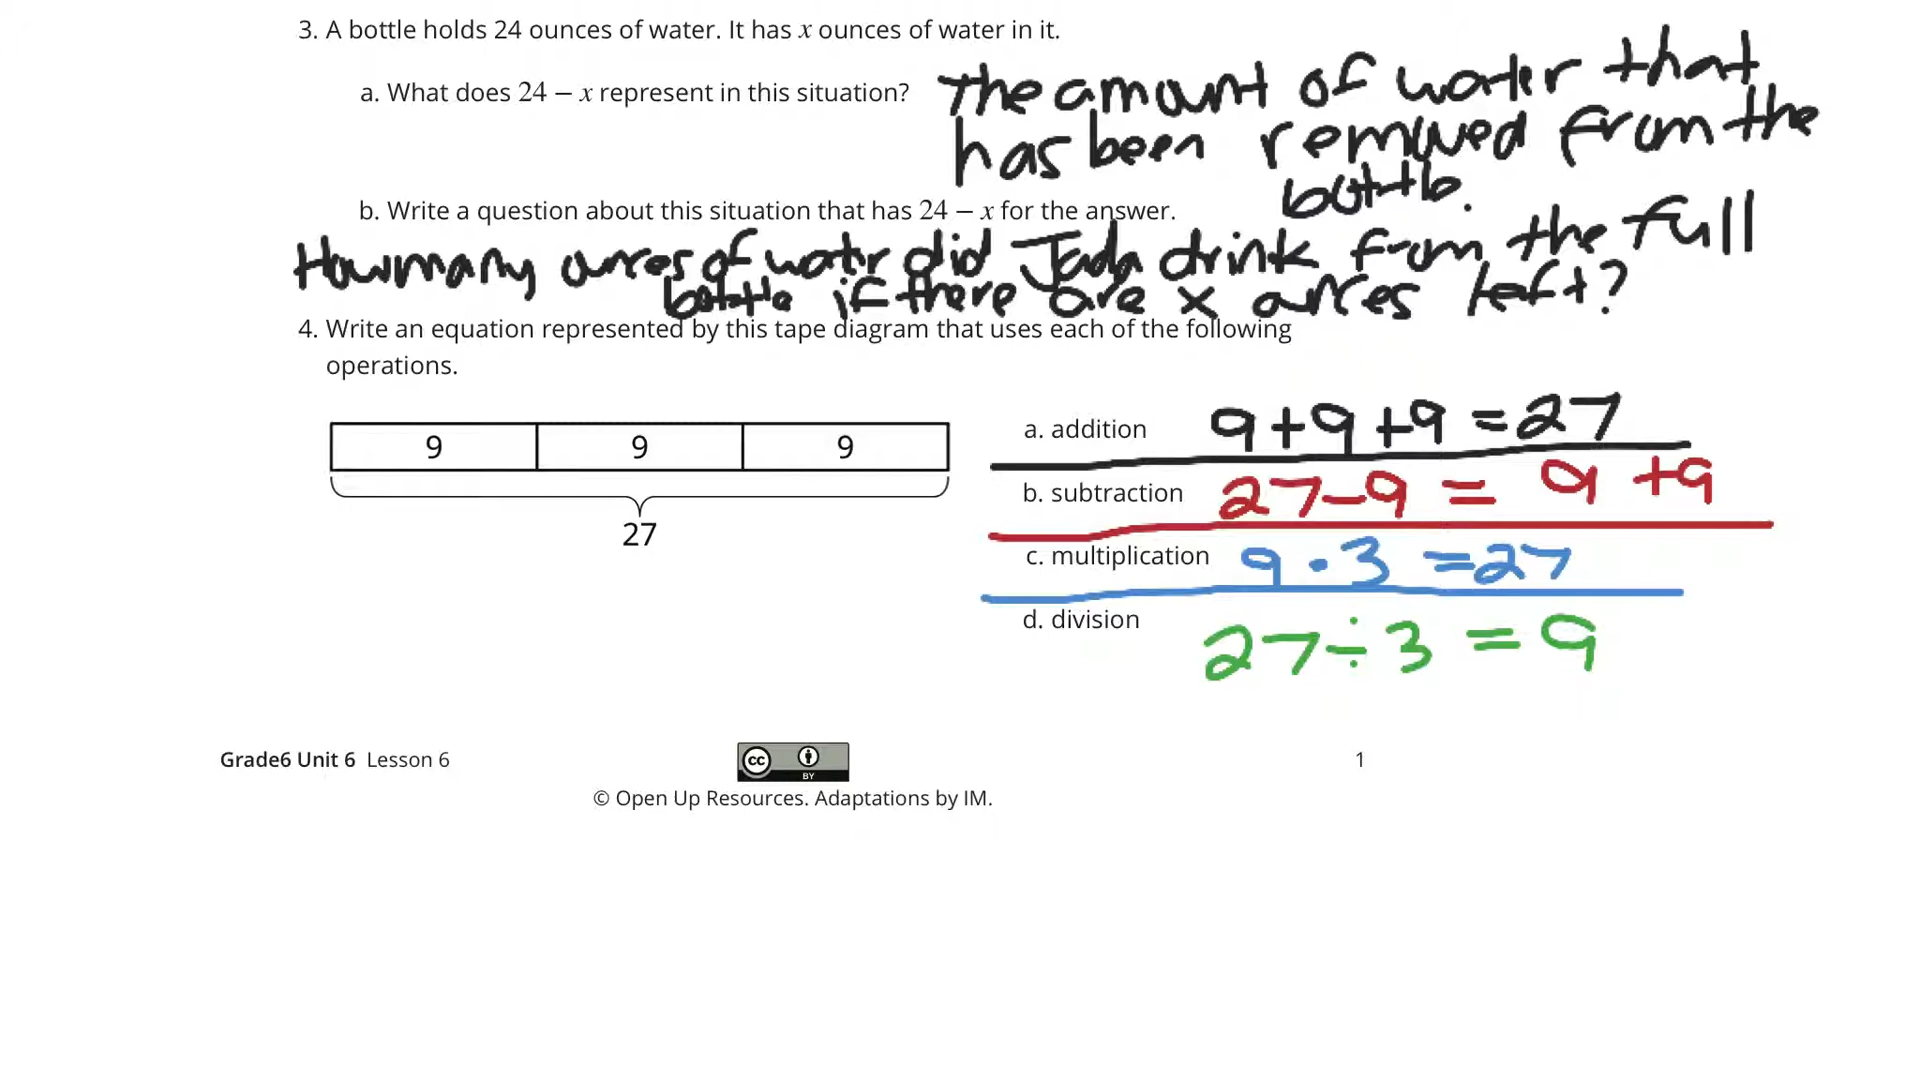 3. A bottle holds 24 ounces of water. It has x ounces of water in it.
a. What does 24 − x represent in this situation?
The amount of water that
has been removed from the
bottle.
b. Write a question about this situation that has 24 − x for the answer.
How many ounces of water did Jada drink from the full
bottle if there are x ounces left?
4. Write an equation represented by this tape diagram that uses each of the following
operations.
9 9 9
27
a. addition 9+9+9=27
b. subtraction 27−9 = 9 +9
c. multiplication 9 · 3 =27
d. division 27÷3 = 9
Grade6 Unit 6 Lesson 6
cc BY
1
© Open Up Resources. Adaptations by IM.